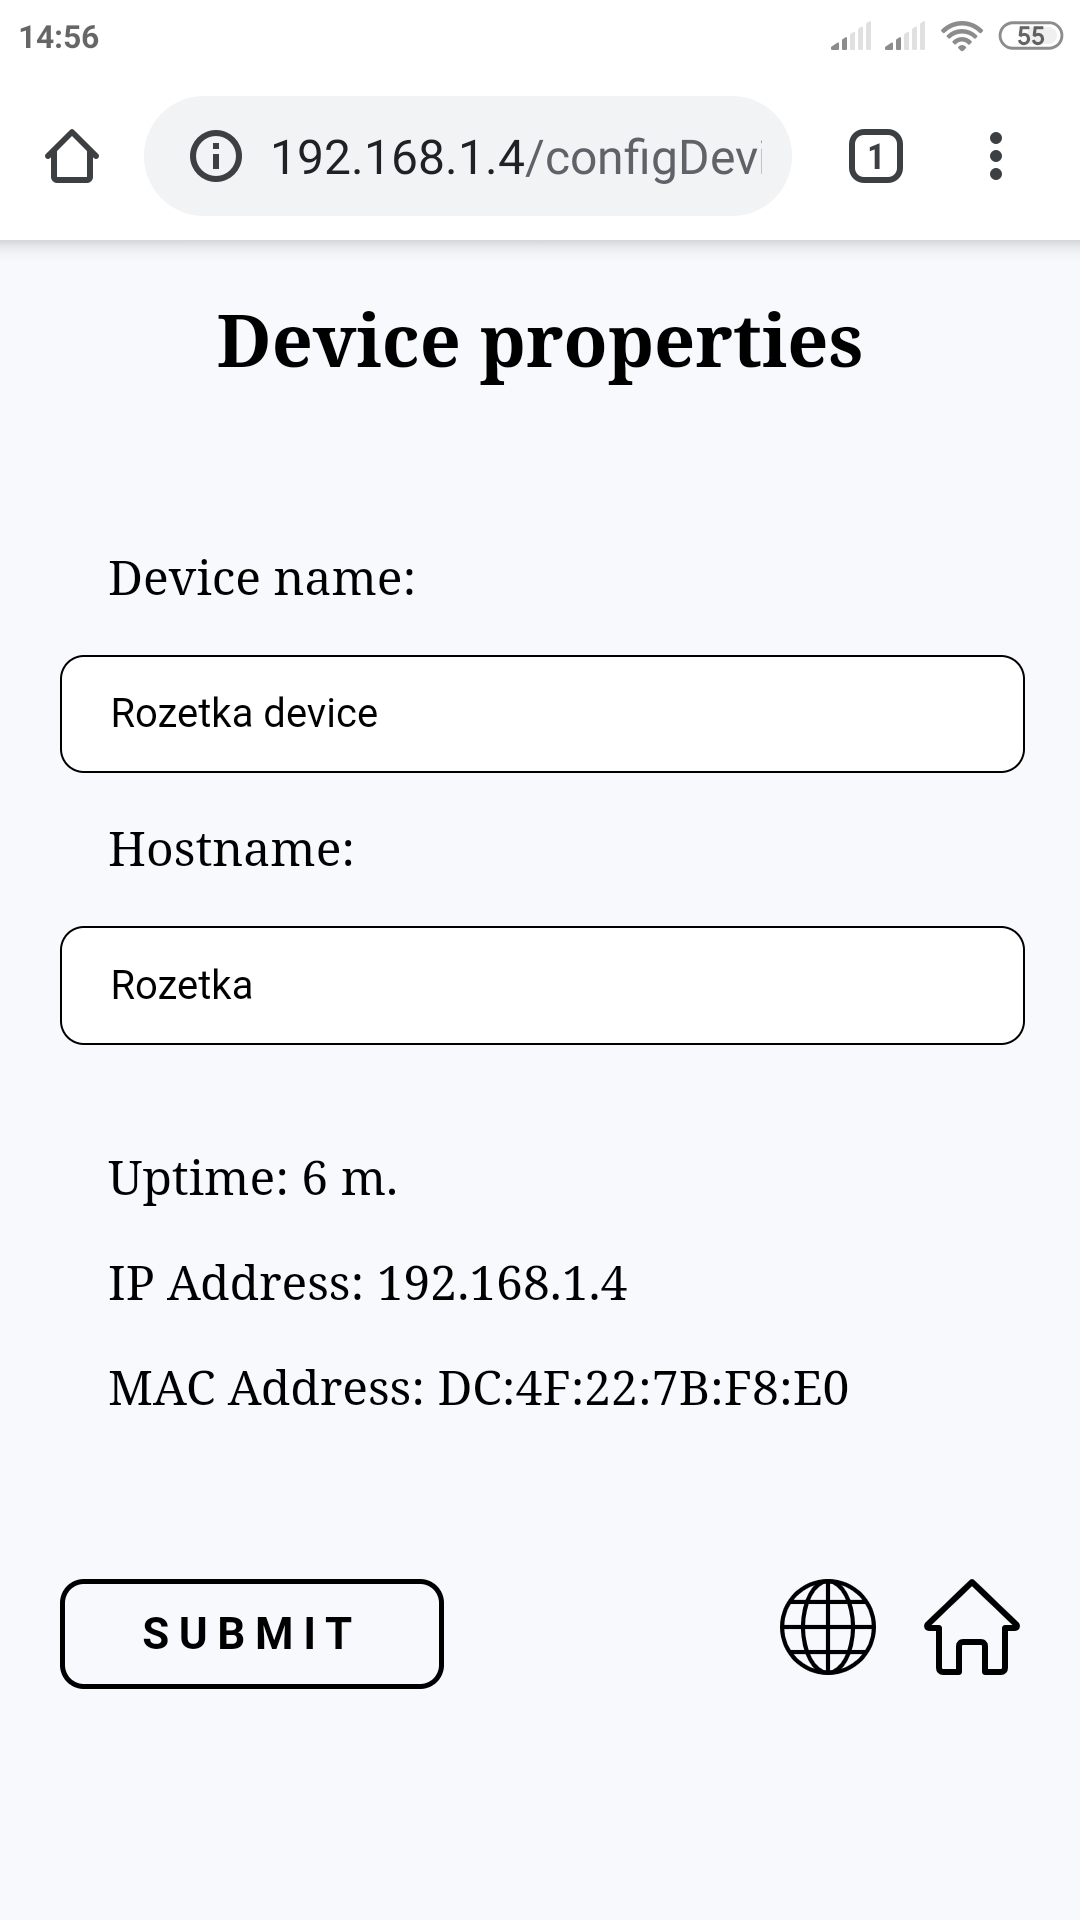 14:56
55
192.168.1.4/configDevi
1
Device properties
Device name:
Rozetka device
Hostname:
Rozetka
Uptime: 6 m.
IP Address: 192.168.1.4
MAC Address: DC:4F:22:7B:F8:E0
SUBMIT